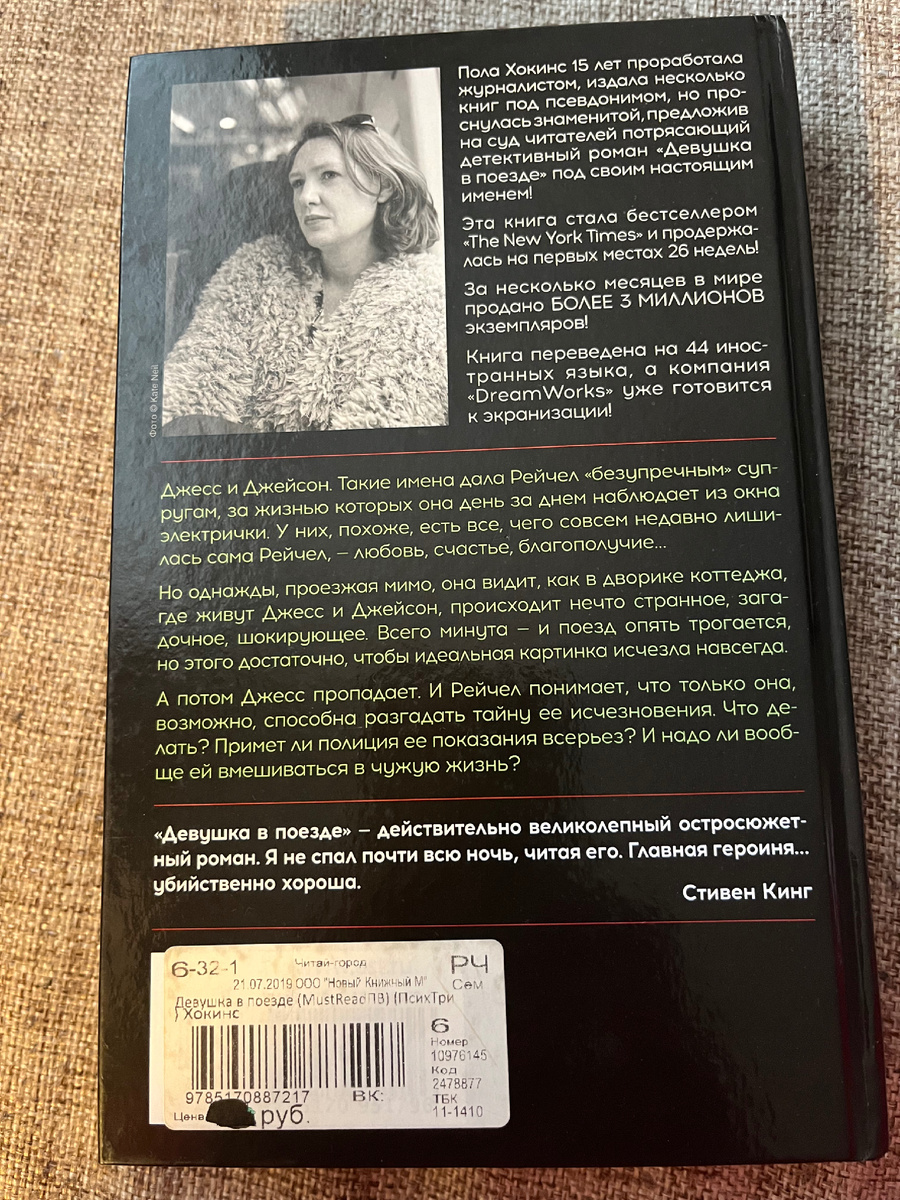 Пола Хокинс 15 лет проработала
журналистом, издала несколько
книг под псевдонимом, но про-
снулась знаменитой, предложив
на суд читателей потрясающий
детективный роман «Девушка
в поезде» под своим настоящим
именем!
Эта книга стала бестселлером
«The New York Times» и продержа-
лась на первых местах 26 недель!
За несколько месяцев в мире
продано БОЛЕЕ 3 МИЛЛИОНОВ
экземпляров!
Книга переведена на 44 инос-
транных языка, а компания
«DreamWorks» уже готовится
к экранизации!
Фото © Kate Neil
Джесс и Джейсон. Такие имена дала Рейчел «безупречным» суп-
ругам, за жизнью которых она день за днем наблюдает из окна
электрички. У них, похоже, есть все, чего совсем недавно лиши-
лась сама Рейчел, – любовь, счастье, благополучие...
Но однажды, проезжая мимо, она видит, как в дворике коттеджа,
где живут Джесс и Джейсон, происходит нечто странное, зага-
дочное, шокирующее. Всего минута – и поезд опять трогается,
но этого достаточно, чтобы идеальная картинка исчезла навсегда.
А потом Джесс пропадает. И Рейчел понимает, что только она,
возможно, способна разгадать тайну ее исчезновения. Что де-
лать? Примет ли полиция ее показания всерьез? И надо ли вооб-
ще ей вмешиваться в чужую жизнь?
«Девушка в поезде» – действительно великолепный остросюжет-
ный роман. Я не спал почти всю ночь, читая его. Главная героиня...
убийственно хороша.
Стивен Кинг
6-32-1 Читай-город РЧ
21.07.2019 ООО "Новый Книжный М" Сем
Девушка в поезде (MustReadПВ) (ПсихТри
) Хокинс
6
Номер
10976145
Код
2478877
ТБК
11-1410
9785170887217 ВК:
Цена руб.